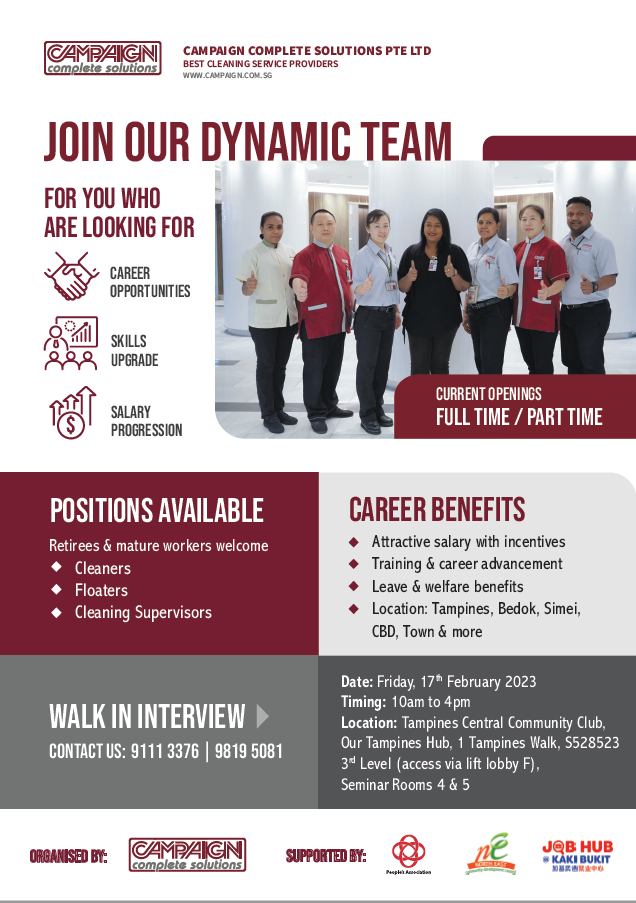 CAMPAIGN
complete solutions
CAMPAIGN COMPLETE SOLUTIONS PTE LTD
BEST CLEANING SERVICE PROVIDERS
WWW.CAMPAIGN.COM.SG
JOIN OUR DYNAMIC TEAM
FOR YOU WHO
ARE LOOKING FOR
CAREER
OPPORTUNITIES
SKILLS
UPGRADE
$
SALARY
PROGRESSION
CURRENT OPENINGS
FULL TIME / PART TIME
POSITIONS AVAILABLE
Retirees & mature workers welcome
◆ Cleaners
◆ Floaters
◆ Cleaning Supervisors
CAREER BENEFITS
◆ Attractive salary with incentives
◆ Training & career advancement
◆ Leave & welfare benefits
◆ Location: Tampines, Bedok, Simei,
CBD, Town & more
WALK IN INTERVIEW
CONTACT US: 9111 3376 | 9819 5081
Date: Friday, 17th February 2023
Timing: 10am to 4pm
Location: Tampines Central Community Club,
Our Tampines Hub, 1 Tampines Walk, S528523
3rd Level (access via lift lobby F),
Seminar Rooms 4 & 5
ORGANISED BY:
CAMPAIGN
complete solutions
SUPPORTED BY:
People's Association
NORTH EAST
JOB HUB
@ KAKI BUKIT